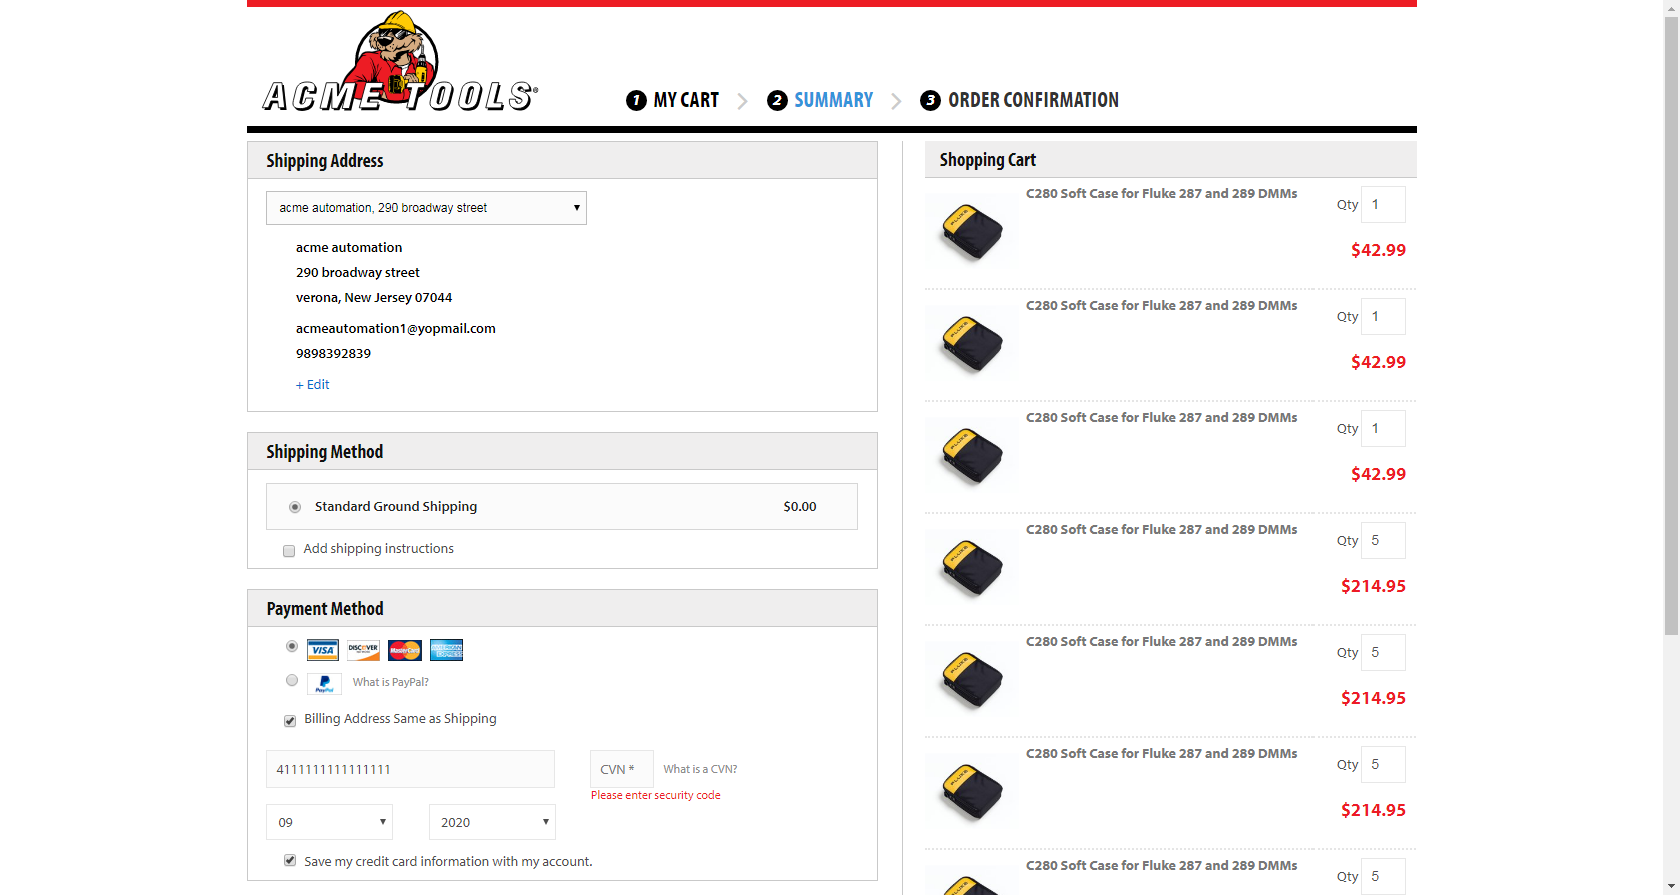 ACME TOOLS®
1 MY CART
2 SUMMARY
3 ORDER CONFIRMATION
Shipping Address
acme automation, 290 broadway street
acme automation
290 broadway street
verona, New Jersey 07044
acmeautomation1@yopmail.com
9898392839
+ Edit
Shipping Method
Standard Ground Shipping $0.00
Add shipping instructions
Payment Method
VISA DISCOVER MasterCard AMERICAN EXPRESS
PayPal What is PayPal?
Billing Address Same as Shipping
4111111111111111 CVN * What is a CVN?
Please enter security code
09 2020
Save my credit card information with my account.
Shopping Cart
C280 Soft Case for Fluke 287 and 289 DMMs Qty 1
FLUKE
$42.99
C280 Soft Case for Fluke 287 and 289 DMMs Qty 1
FLUKE
$42.99
C280 Soft Case for Fluke 287 and 289 DMMs Qty 1
FLUKE
$42.99
C280 Soft Case for Fluke 287 and 289 DMMs Qty 5
FLUKE
$214.95
C280 Soft Case for Fluke 287 and 289 DMMs Qty 5
FLUKE
$214.95
C280 Soft Case for Fluke 287 and 289 DMMs Qty 5
FLUKE
$214.95
C280 Soft Case for Fluke 287 and 289 DMMs Qty 5
FLUKE